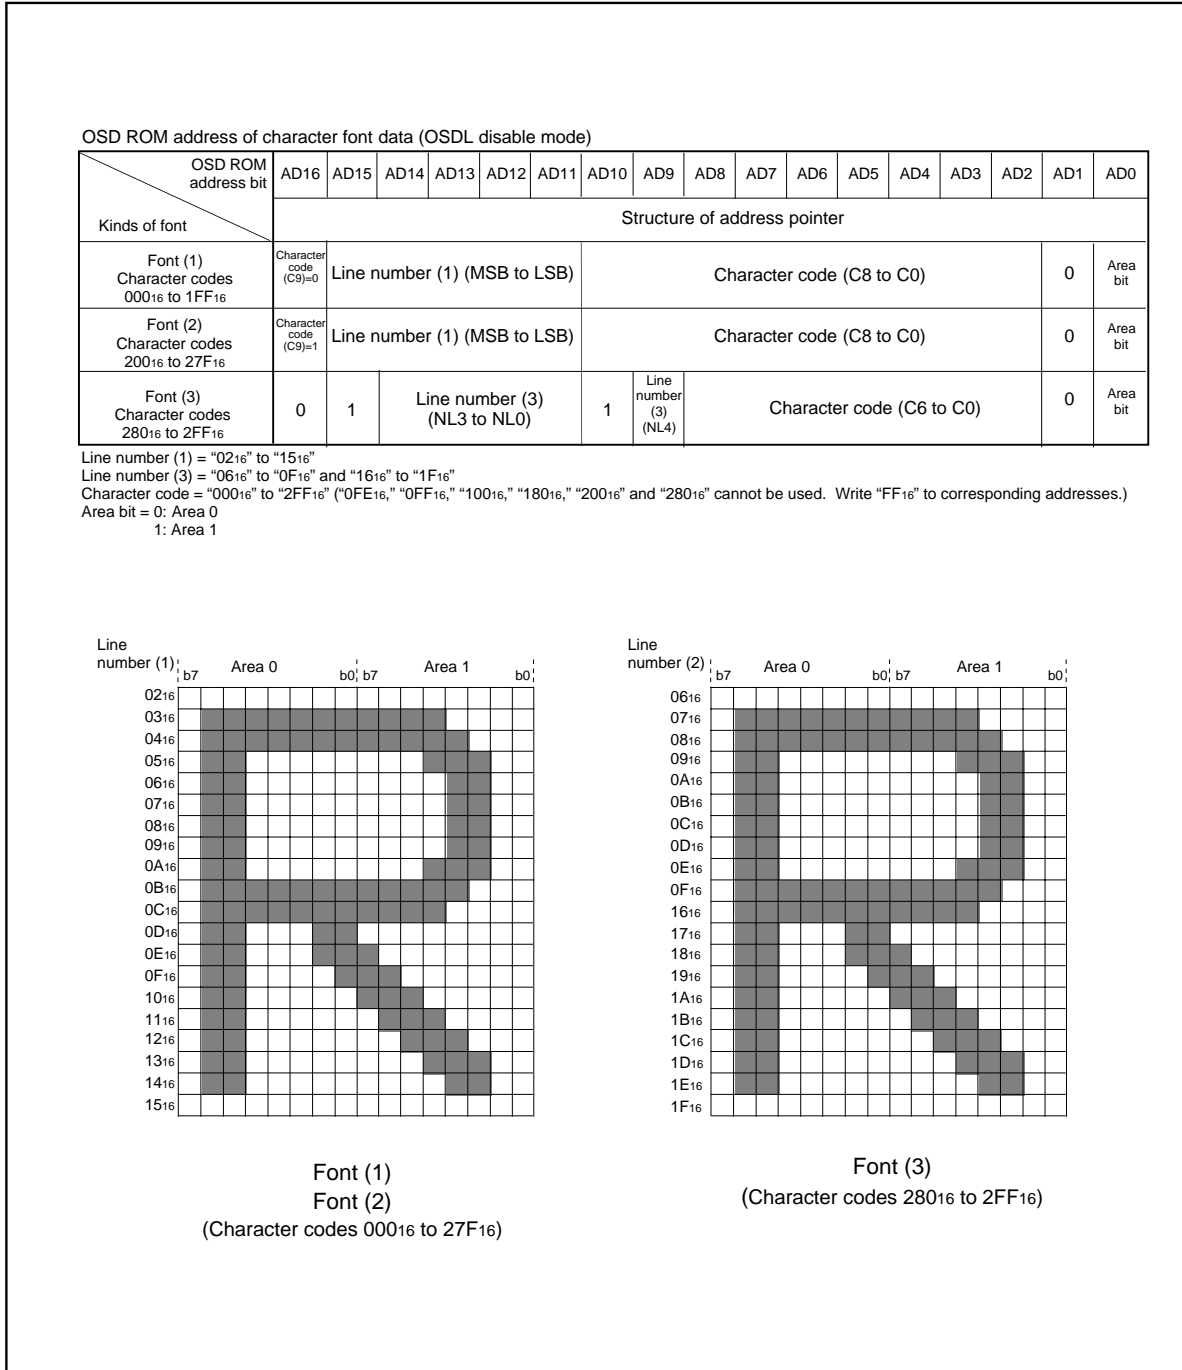 OSD ROM address of character font data (OSDL disable mode)
OSD ROM address bit AD16 AD15 AD14 AD13 AD12 AD11 AD10 AD9 AD8 AD7 AD6 AD5 AD4 AD3 AD2 AD1 AD0
Kinds of font Structure of address pointer
Font (1)
Character codes
00016 to 1FF16
Character
code
(C9)=0
Line number (1) (MSB to LSB)
Character code (C8 to C0)
0
Area
bit
Font (2)
Character codes
20016 to 27F16
Character
code
(C9)=1
Line number (1) (MSB to LSB)
Character code (C8 to C0)
0
Area
bit
Font (3)
Character codes
28016 to 2FF16
0
1
Line number (3)
(NL3 to NL0)
1
Line
number
(3)
(NL4)
Character code (C6 to C0)
0
Area
bit
Line number (1) = “0216” to “1516”
Line number (3) = “0616” to “0F16” and “1616” to “1F16”
Character code = “00016” to “2FF16” (“0FE16,” “0FF16,” “10016,” “18016,” “20016” and “28016” cannot be used. Write “FF16” to corresponding addresses.)
Area bit = 0: Area 0
1: Area 1
Line
number (1)
b7 Area 0 b0 b7 Area 1 b0
0216
0316
0416
0516
0616
0716
0816
0916
0A16
0B16
0C16
0D16
0E16
0F16
1016
1116
1216
1316
1416
1516
Font (1)
Font (2)
(Character codes 00016 to 27F16)
Line
number (2)
b7 Area 0 b0 b7 Area 1 b0
0616
0716
0816
0916
0A16
0B16
0C16
0D16
0E16
0F16
1616
1716
1816
1916
1A16
1B16
1C16
1D16
1E16
1F16
Font (3)
(Character codes 28016 to 2FF16)